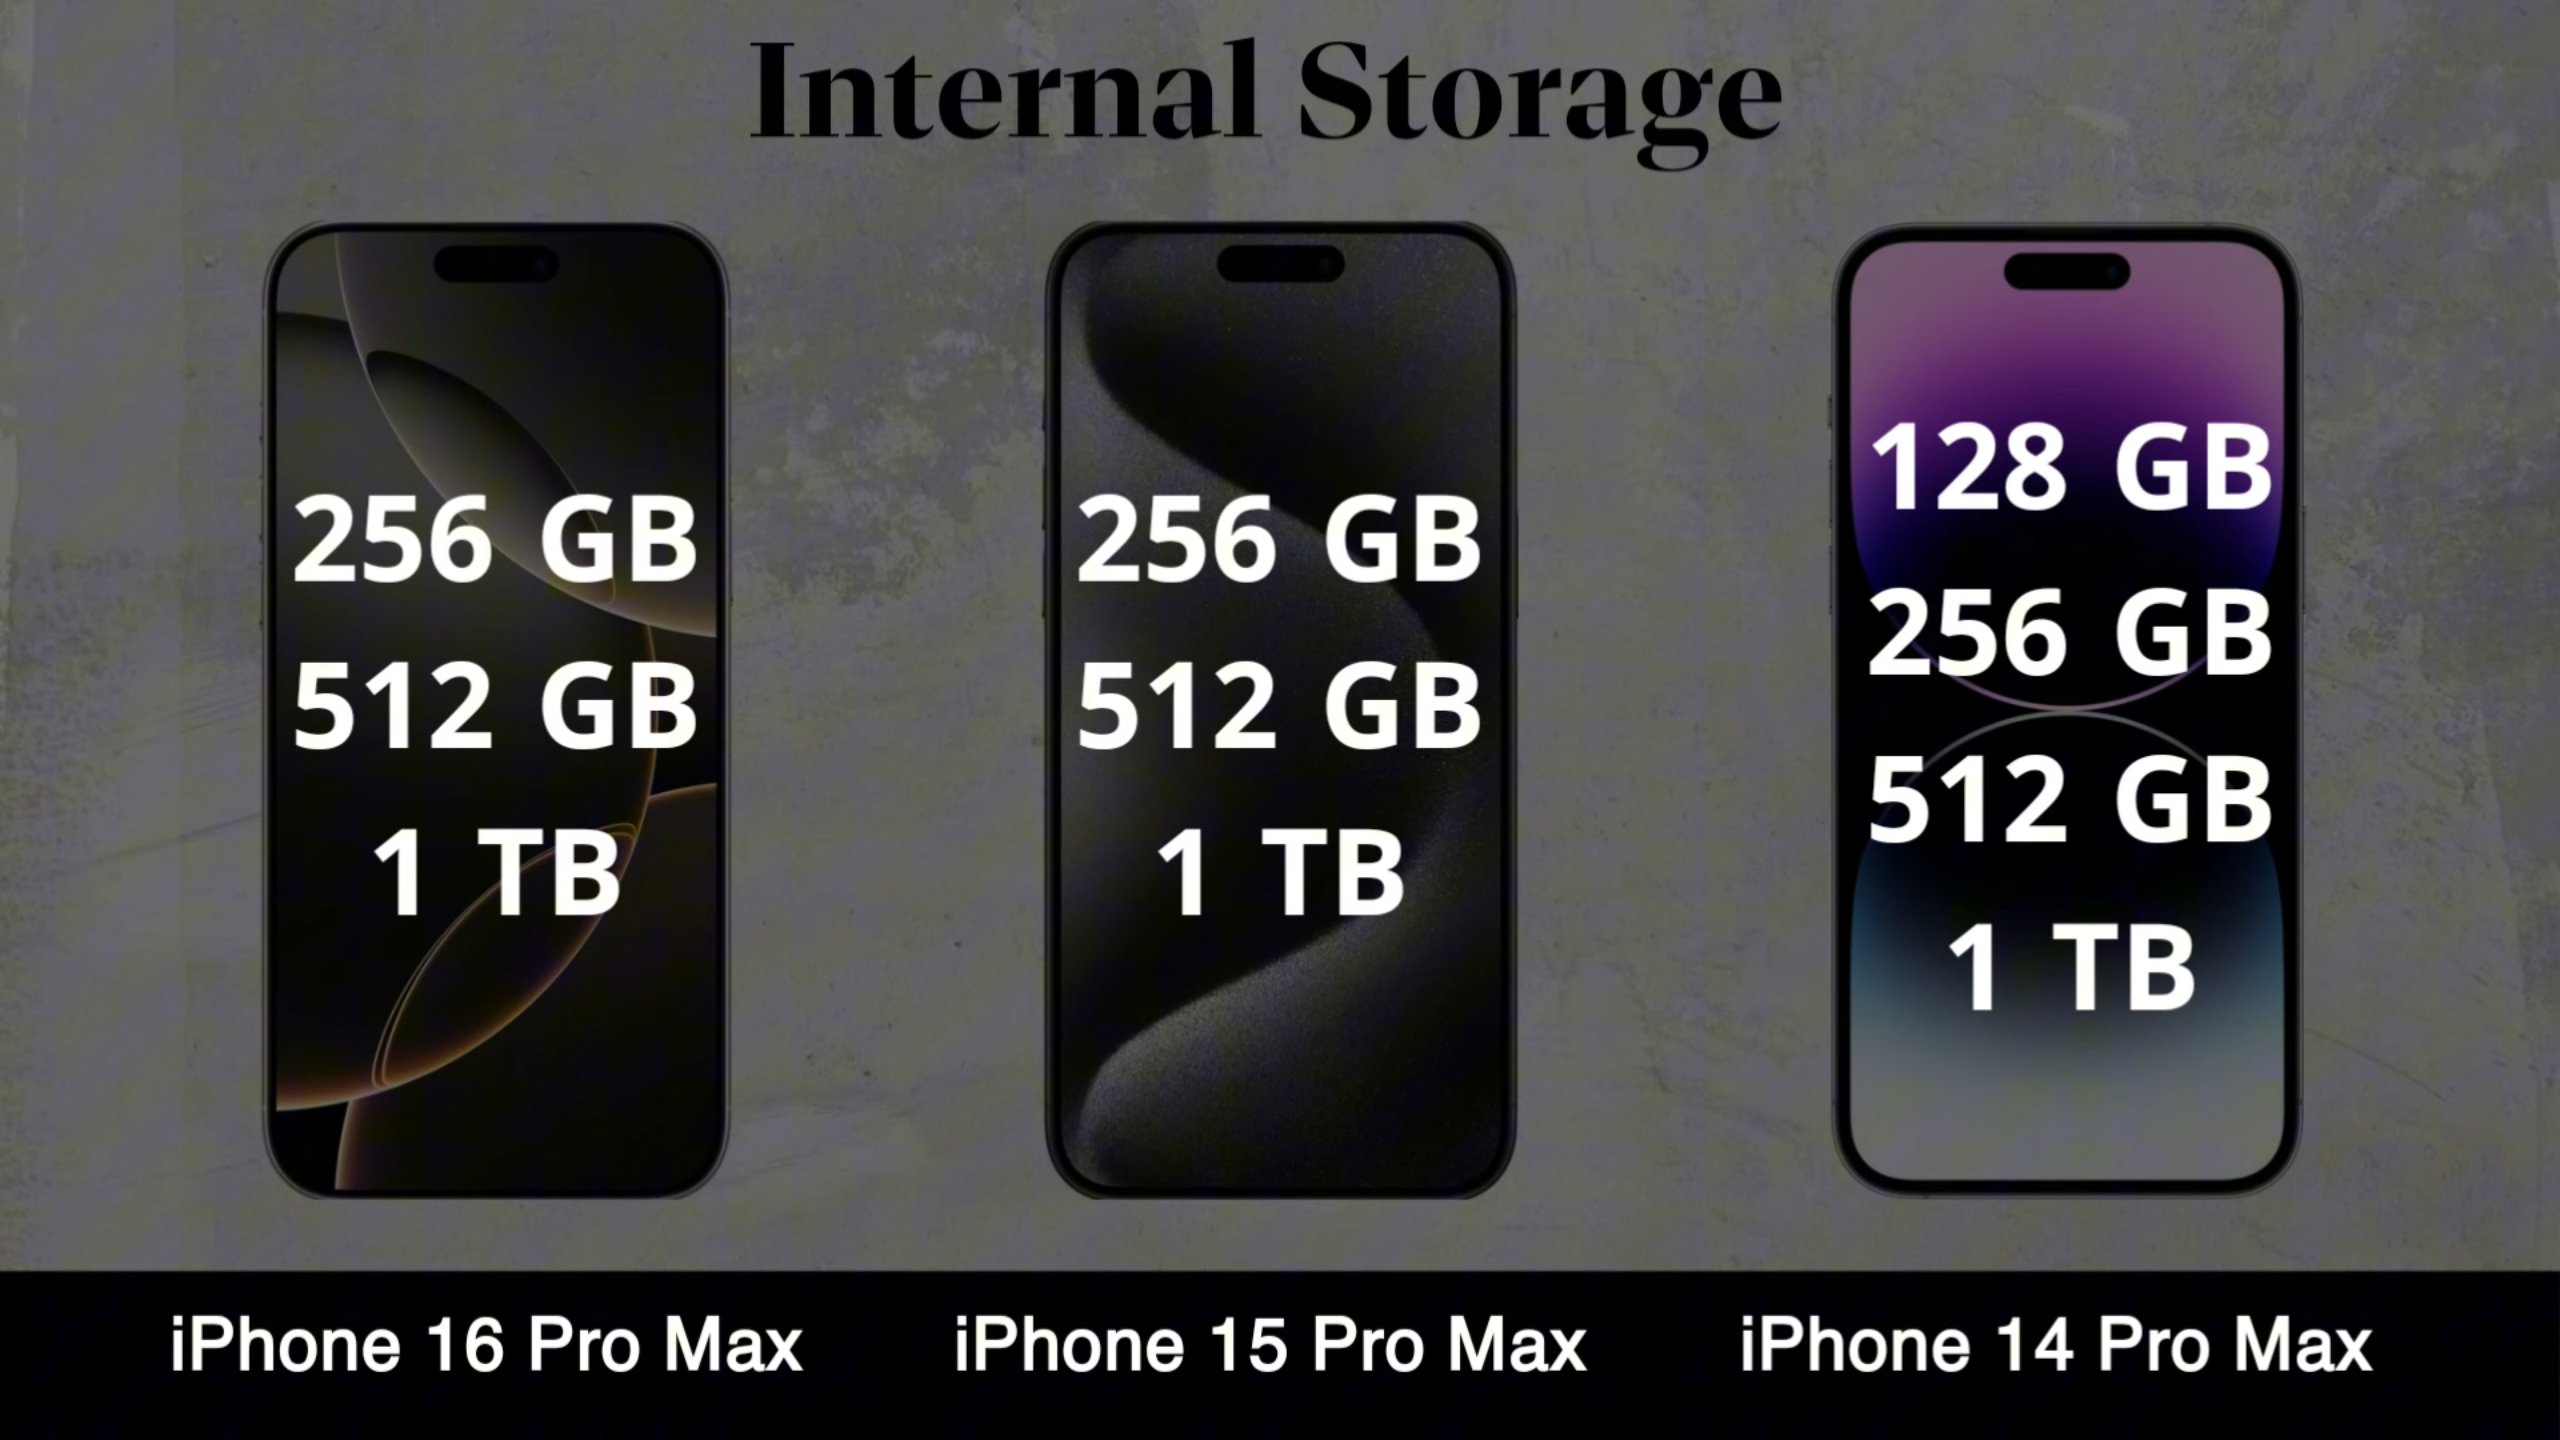 Internal Storage
256 GB
512 GB
1 TB
256 GB
512 GB
1 TB
128 GB
256 GB
512 GB
1 TB
iPhone 16 Pro Max
iPhone 15 Pro Max
iPhone 14 Pro Max